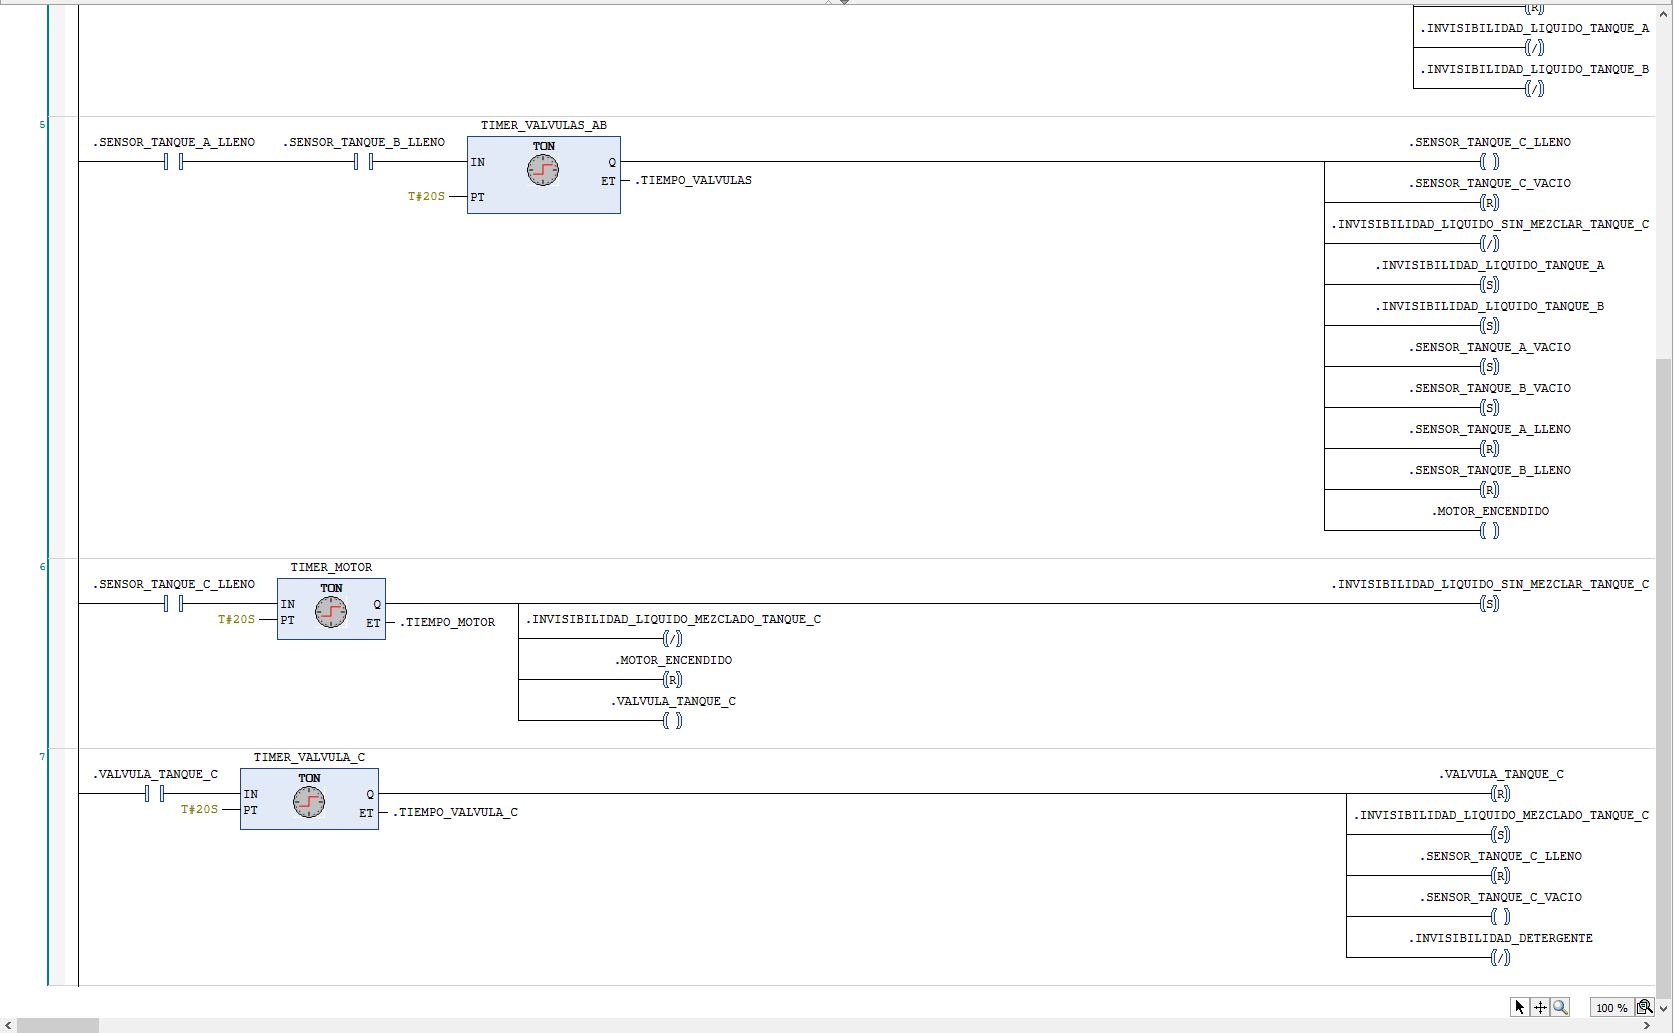 (R)
.INVISIBILIDAD_LIQUIDO_TANQUE_A
(/)
.INVISIBILIDAD_LIQUIDO_TANQUE_B
(/)
5
TIMER_VALVULAS_AB
.SENSOR_TANQUE_A_LLENO .SENSOR_TANQUE_B_LLENO TON .SENSOR_TANQUE_C_LLENO
IN Q ( )
ET .TIEMPO_VALVULAS .SENSOR_TANQUE_C_VACIO
T#20S PT (R)
.INVISIBILIDAD_LIQUIDO_SIN_MEZCLAR_TANQUE_C
(/)
.INVISIBILIDAD_LIQUIDO_TANQUE_A
(S)
.INVISIBILIDAD_LIQUIDO_TANQUE_B
(S)
.SENSOR_TANQUE_A_VACIO
(S)
.SENSOR_TANQUE_B_VACIO
(S)
.SENSOR_TANQUE_A_LLENO
(R)
.SENSOR_TANQUE_B_LLENO
(R)
.MOTOR_ENCENDIDO
( )
6
TIMER_MOTOR
.SENSOR_TANQUE_C_LLENO TON .INVISIBILIDAD_LIQUIDO_SIN_MEZCLAR_TANQUE_C
IN Q (S)
T#20S PT ET .TIEMPO_MOTOR .INVISIBILIDAD_LIQUIDO_MEZCLADO_TANQUE_C
(/)
.MOTOR_ENCENDIDO
(R)
.VALVULA_TANQUE_C
( )
7
TIMER_VALVULA_C
.VALVULA_TANQUE_C TON .VALVULA_TANQUE_C
IN Q (R)
T#20S PT ET .TIEMPO_VALVULA_C .INVISIBILIDAD_LIQUIDO_MEZCLADO_TANQUE_C
(S)
.SENSOR_TANQUE_C_LLENO
(R)
.SENSOR_TANQUE_C_VACIO
( )
.INVISIBILIDAD_DETERGENTE
(/)
100 %